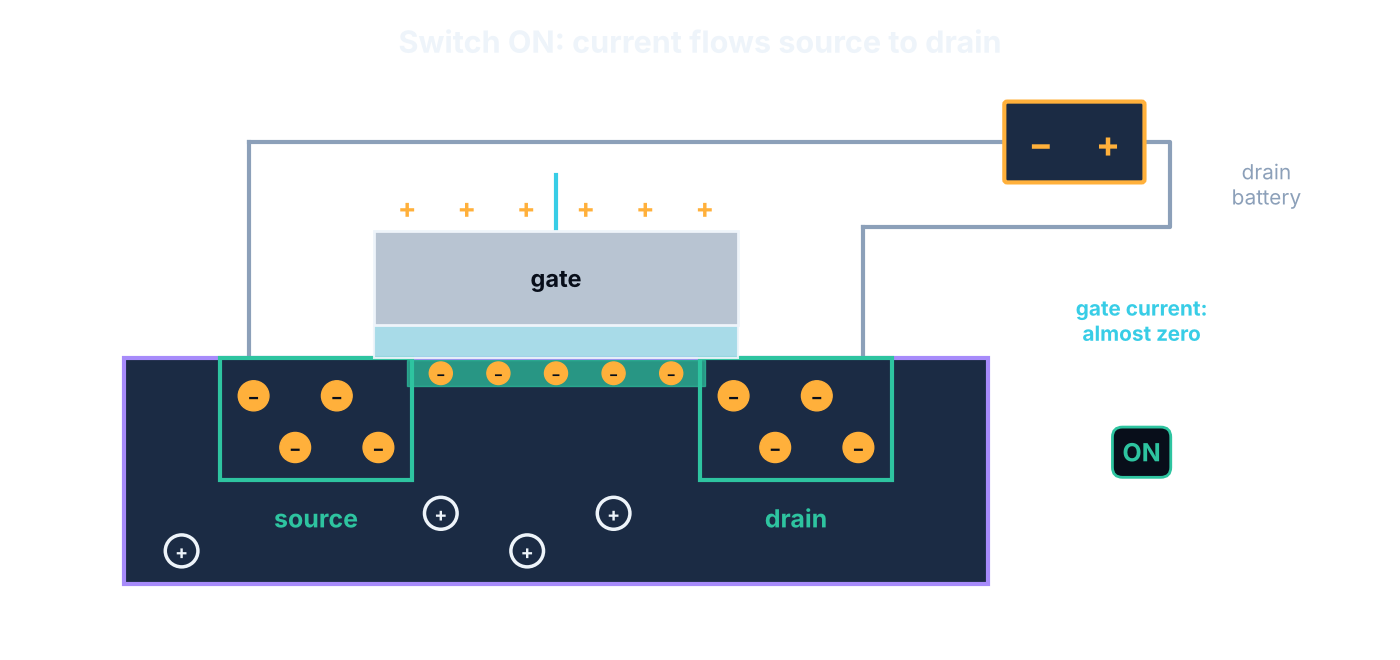 Switch ON: current flows source to drain
− +
drain
battery
+ + + + + +
gate
gate current:
almost zero
− − − − −
− − − −
− − − −
ON
source
drain
+ +
+ +